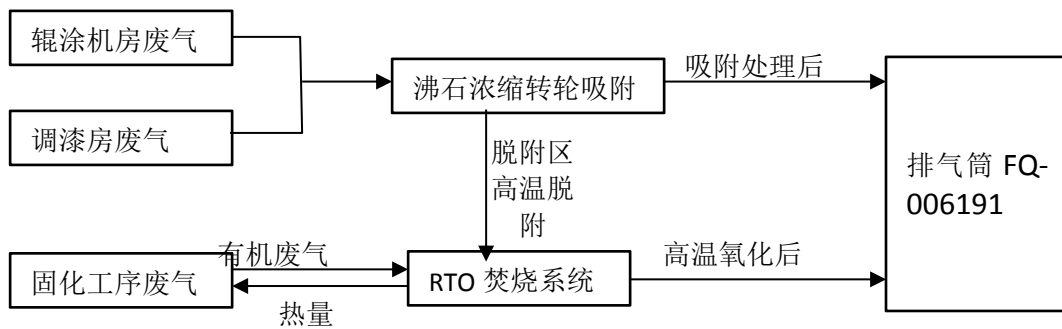 辊涂机房废气
沸石浓缩转轮吸附
吸附处理后
调漆房废气
脱附区
高温脱
附
排气筒 FQ-
006191
固化工序废气
有机废气
热量
RTO 焚烧系统
高温氧化后